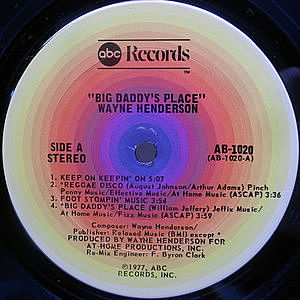 abc Records
TM
"BIG DADDY'S PLACE"
WAYNE HENDERSON
SIDE A
STEREO
AB-1020
(AB-1020-A)
1. KEEP ON KEEPIN' ON 5:07
2. *REGGAE DISCO (August Johnson/Arthur Adams) Pinch
Penny Music/Effective Music/At Home Music (ASCAP) 3:36
3. FOOT STOMPIN' MUSIC 3:54
4. *BIG DADDY'S PLACE (William Jeffery) Jeffix Music/
At Home Music/Fizz Music (ASCAP) 3:59
Composer: Wayne Henderson/
Publisher: Relaxed Music (BMI) except *
PRODUCED BY WAYNE HENDERSON FOR
AT HOME PRODUCTIONS, INC.
Re-Mix Engineer: F. Byron Clark
©1977, ABC
RECORDS, INC.